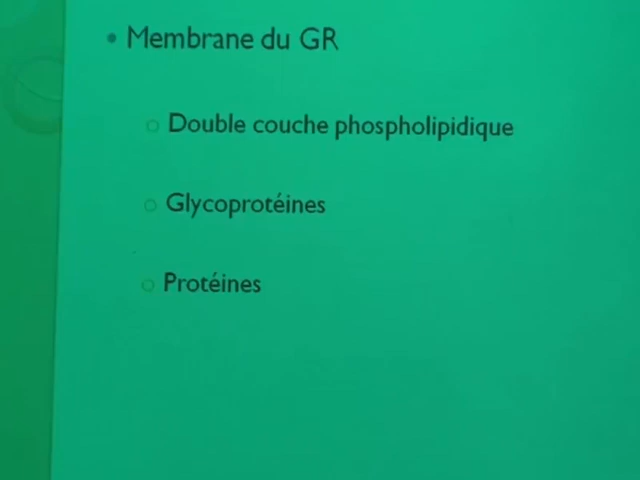 Membrane du GR
Double couche phospholipidique
Glycoprotéines
Protéines